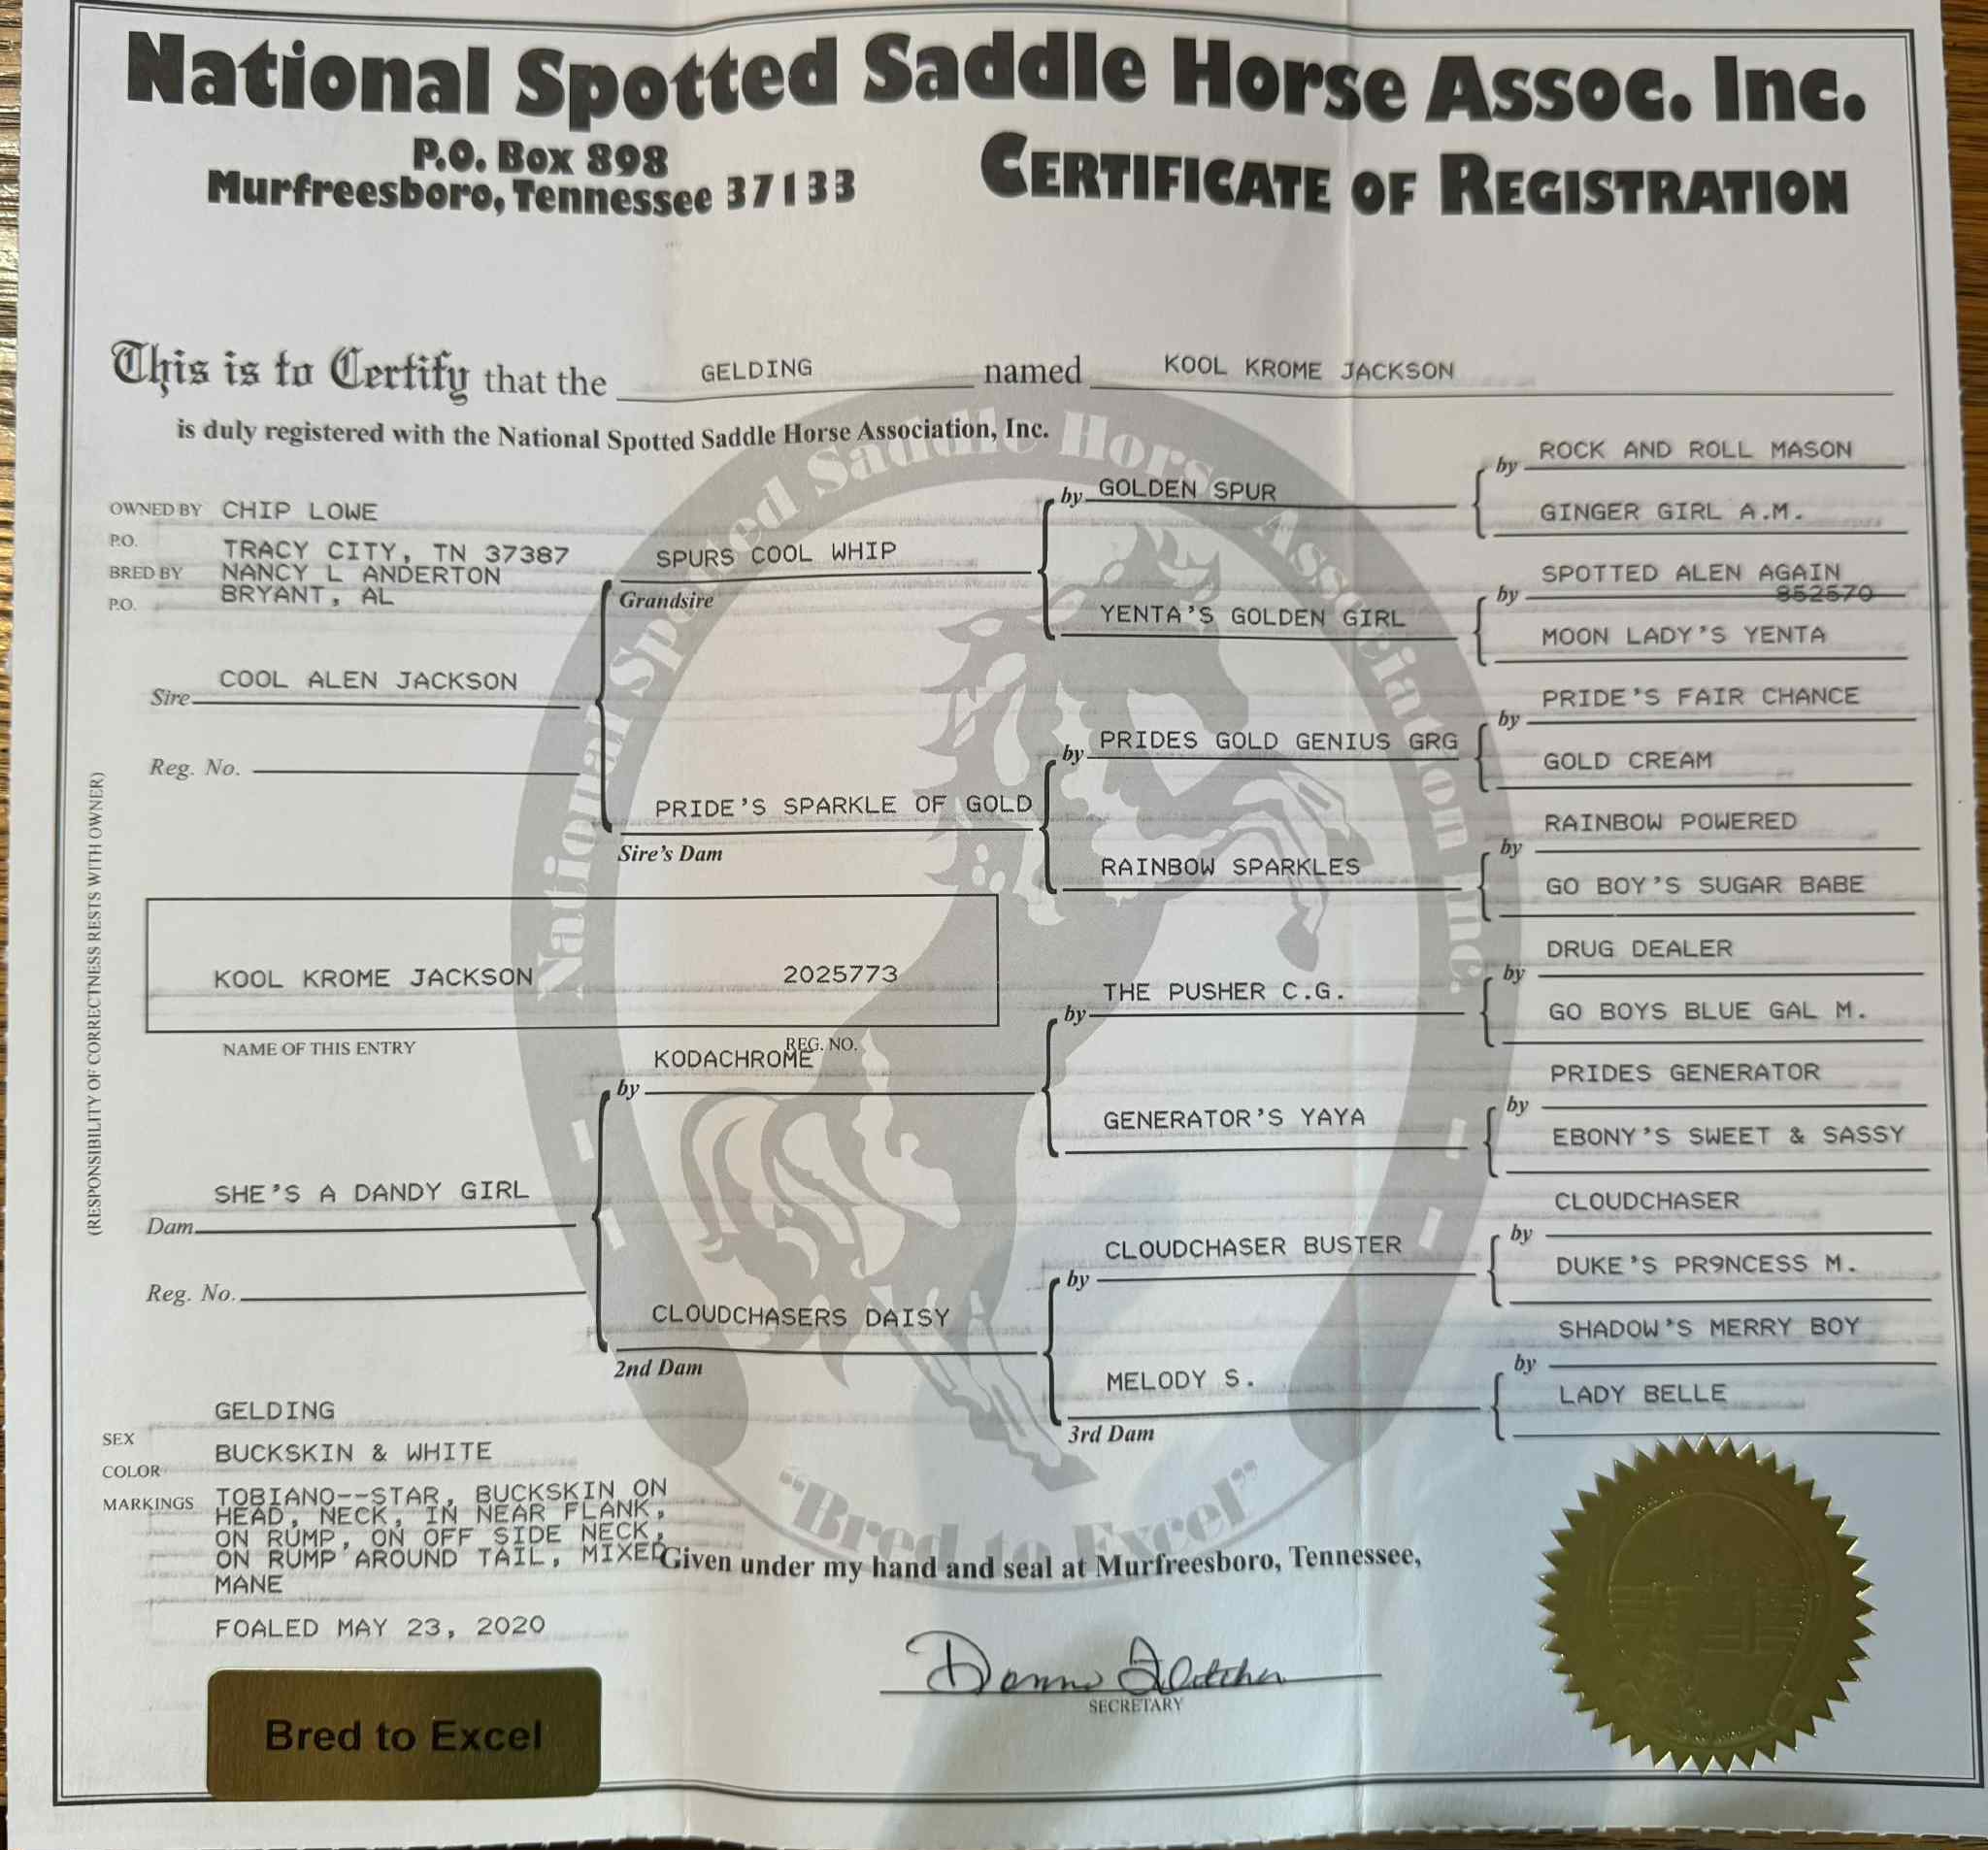 National Spotted Saddle Horse Assoc. Inc.
P.O. Box 898
Murfreesboro, Tennessee 37133
CERTIFICATE OF REGISTRATION
This is to Certify that the GELDING named KOOL KROME JACKSON
is duly registered with the National Spotted Saddle Horse Association, Inc.
OWNED BY CHIP LOWE
P.O. TRACY CITY, TN 37387
BRED BY NANCY L ANDERTON
P.O. BRYANT, AL
Sire COOL ALEN JACKSON
Reg. No.
SPURS COOL WHIP
Grandsire
PRIDE'S SPARKLE OF GOLD
Sire's Dam
by GOLDEN SPUR
YENTA'S GOLDEN GIRL
by PRIDES GOLD GENIUS GRG
RAINBOW SPARKLES
by ROCK AND ROLL MASON
GINGER GIRL A.M.
by SPOTTED ALEN AGAIN
852570
MOON LADY'S YENTA
by PRIDE'S FAIR CHANCE
GOLD CREAM
by RAINBOW POWERED
GO BOY'S SUGAR BABE
(RESPONSIBILITY OF CORRECTNESS RESTS WITH OWNER)
KOOL KROME JACKSON 2025773
NAME OF THIS ENTRY REG. NO.
Dam SHE'S A DANDY GIRL
Reg. No.
by KODACHROME
CLOUDCHASERS DAISY
2nd Dam
by THE PUSHER C.G.
GENERATOR'S YAYA
by CLOUDCHASER BUSTER
MELODY S.
3rd Dam
by DRUG DEALER
GO BOYS BLUE GAL M.
by PRIDES GENERATOR
EBONY'S SWEET & SASSY
by CLOUDCHASER
DUKE'S PR9NCESS M.
by SHADOW'S MERRY BOY
LADY BELLE
National Spotted Saddle Horse Association Inc.
"Bred to Excel"
SEX GELDING
COLOR BUCKSKIN & WHITE
MARKINGS TOBIANO--STAR, BUCKSKIN ON
HEAD, NECK, IN NEAR FLANK,
ON RUMP, ON OFF SIDE NECK,
ON RUMP AROUND TAIL, MIXED
MANE
FOALED MAY 23, 2020
Given under my hand and seal at Murfreesboro, Tennessee,
SECRETARY
Bred to Excel